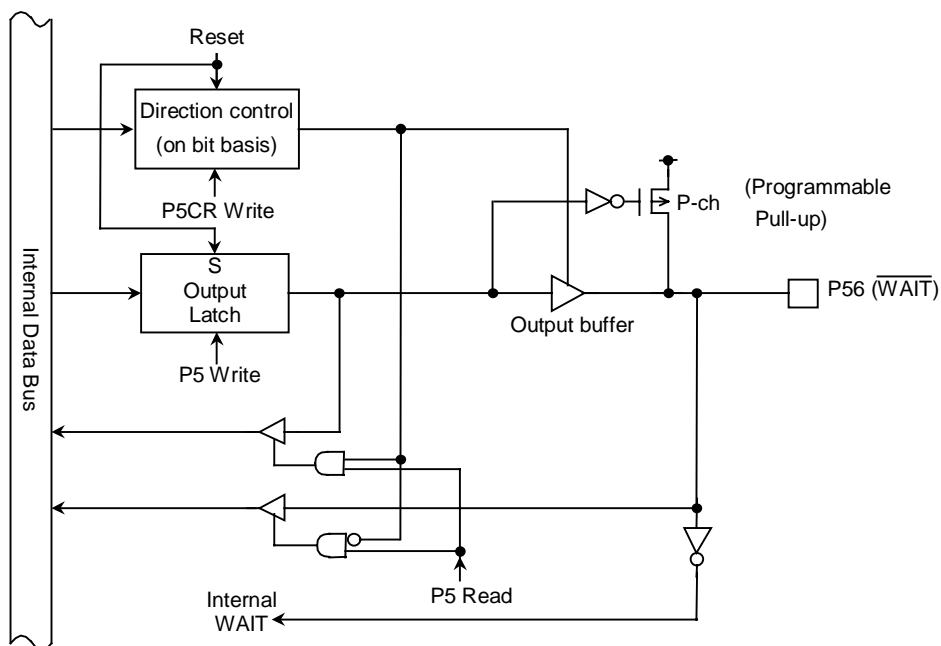 Reset
Direction control
(on bit basis)
P5CR Write
P-ch
(Programmable
Pull-up)
Internal Data Bus
S
Output
Latch
P5 Write
Output buffer
P56 (W̅A̅I̅T̅)
P5 Read
Internal
WAIT